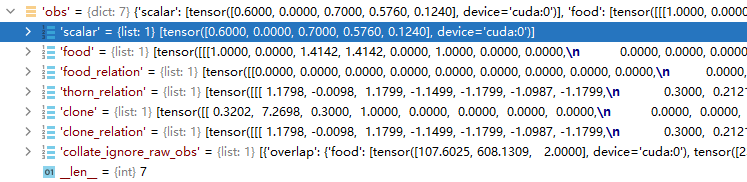 'obs' = {dict: 7} {'scalar': [tensor([0.6000, 0.0000, 0.7000, 0.5760, 0.1240], device='cuda:0')], 'food': [tensor([[[[1.0000, 0.0000
'scalar' = {list: 1} [tensor([0.6000, 0.0000, 0.7000, 0.5760, 0.1240], device='cuda:0')]
'food' = {list: 1} [tensor([[[[1.0000, 0.0000, 1.4142, 1.4142, 0.0000, 1.0000, 0.0000, 0.0000,\n 0.0000, 0.0000, 0.0000, 0.0000,
'food_relation' = {list: 1} [tensor([[0.0000, 0.0000, 0.0000, 0.0000, 0.0000, 0.0000, 0.0000, 0.0000,\n 0.0000,
'thorn_relation' = {list: 1} [tensor([[[ 1.1798, -0.0098, 1.1799, -1.1499, -1.1799, -1.0987, -1.1799,\n 0.3000, 0.2121
'clone' = {list: 1} [tensor([[ 0.3202, 7.2698, 0.3000, 1.0000, 0.0000, 0.0000, 0.0000, 0.0000,\n 0.0000, 0.0000,
'clone_relation' = {list: 1} [tensor([[[ 1.1798, -0.0098, 1.1799, -1.1499, -1.1799, -1.0987, -1.1799,\n 0.3000, 0.2121
'collate_ignore_raw_obs' = {list: 1} [{'overlap': {'food': [tensor([107.6025, 608.1309, 2.0000], device='cuda:0'), tensor([2
01 __len__ = {int} 7